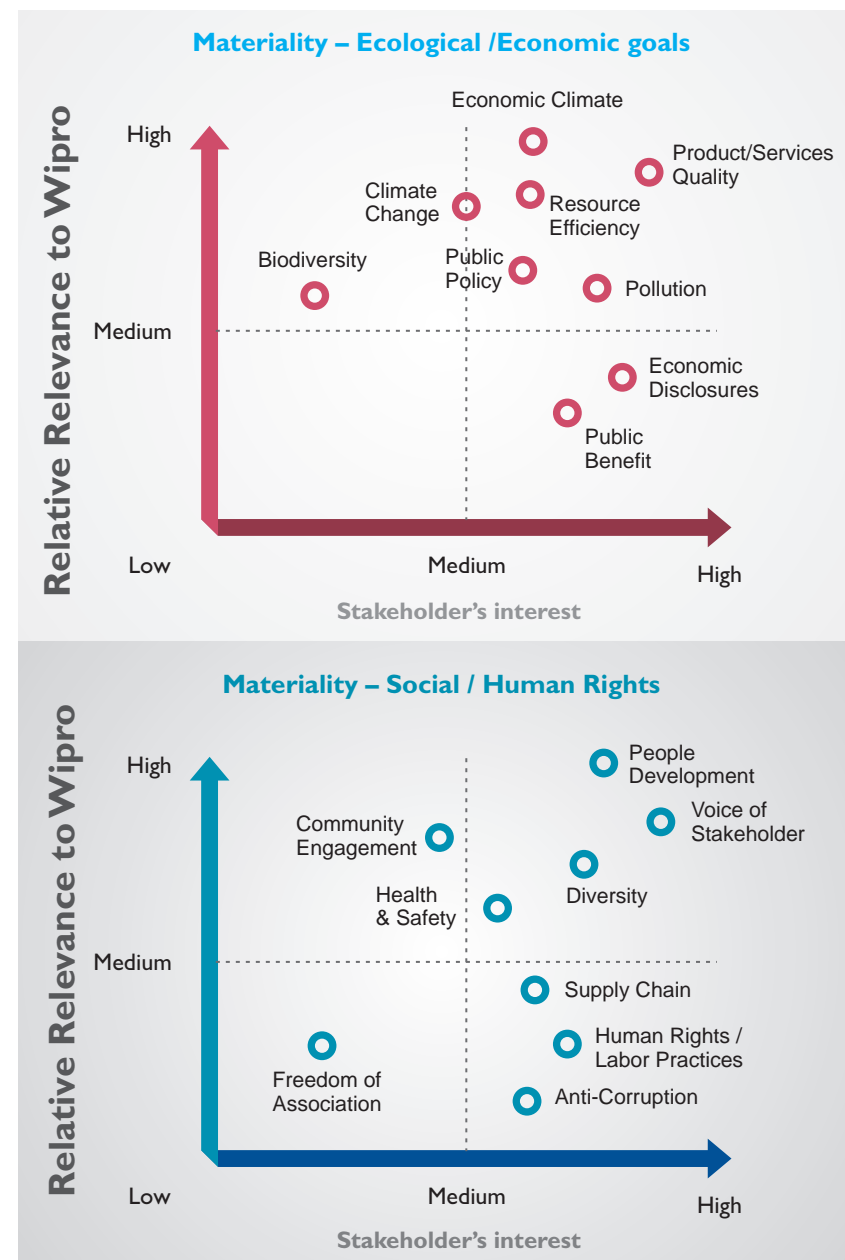 Materiality – Ecological /Economic goals
Relative Relevance to Wipro
Economic Climate
High
Product/Services
Quality
Climate
Change
Resource
Efficiency
Biodiversity
Public
Policy
Pollution
Medium
Economic
Disclosures
Public
Benefit
Low
Medium
High
Stakeholder’s interest
Materiality – Social / Human Rights
Relative Relevance to Wipro
High
People
Development
Voice of
Stakeholder
Community
Engagement
Health
& Safety
Diversity
Medium
Supply Chain
Human Rights /
Labor Practices
Freedom of
Association
Anti-Corruption
Low
Medium
High
Stakeholder’s interest